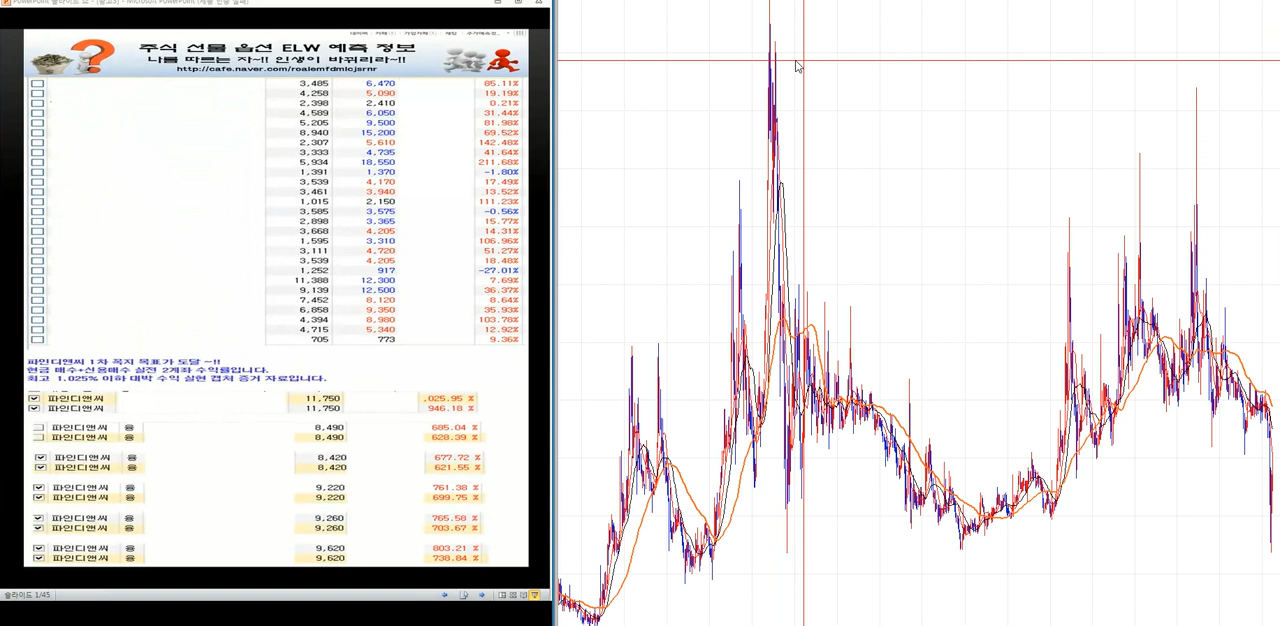 주식 선물 옵션 ELW 예측 정보
나를 따르는 자~!! 인생이 바뀌리라~!!
http://cafe.naver.com/roalemfdmlcjsrnr
3,485 6,470 85.11%
4,258 5,090 19.19%
2,398 2,410 0.21%
4,589 6,050 31.44%
5,205 9,500 81.98%
8,940 15,200 69.52%
2,307 5,610 142.48%
3,333 4,735 41.64%
5,934 18,550 211.68%
1,391 1,370 -1.80%
3,539 4,170 17.49%
3,461 3,940 13.52%
1,015 2,150 111.23%
3,585 3,575 -0.56%
2,898 3,365 15.77%
3,668 4,205 14.31%
1,595 3,310 106.96%
3,111 4,720 51.27%
3,539 4,205 18.48%
1,252 917 -27.01%
11,388 12,300 7.69%
9,139 12,500 36.37%
7,452 8,120 8.64%
6,858 9,350 35.93%
4,394 8,980 103.78%
4,715 5,340 12.92%
705 773 9.36%
파인디앤씨 1차 폭지 목표가 도달 ~!!
현금 매수+신용매수 실전 2계좌 수익률입니다.
최고 1.025% 이하 대박 수익 실현 캡처 증거 자료입니다.
파인디앤씨 11,750 ,025.95 %
파인디앤씨 11,750 946.18 %
파인디앤씨 융 8,490 685.04 %
파인디앤씨 융 8,490 628.39 %
파인디앤씨 융 8,420 677.72 %
파인디앤씨 융 8,420 621.55 %
파인디앤씨 융 9,220 761.38 %
파인디앤씨 융 9,220 699.75 %
파인디앤씨 융 9,260 765.58 %
파인디앤씨 융 9,260 703.67 %
파인디앤씨 융 9,620 803.21 %
파인디앤씨 융 9,620 738.84 %
슬라이드 1/45